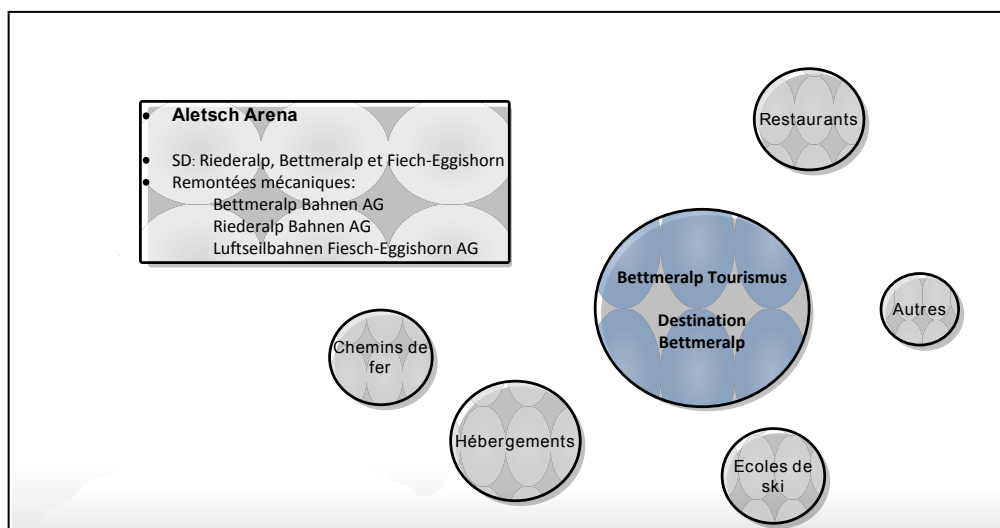 • Aletsch Arena
• SD: Riederalp, Bettmeralp et Fiech-Eggishorn
• Remontées mécaniques:
Bettmeralp Bahnen AG
Riederalp Bahnen AG
Luftseilbahnen Fiesch-Eggishorn AG
Restaurants
Bettmeralp Tourismus
Destination
Bettmeralp
Autres
Chemins de
fer
Hébergements
Ecoles de
ski